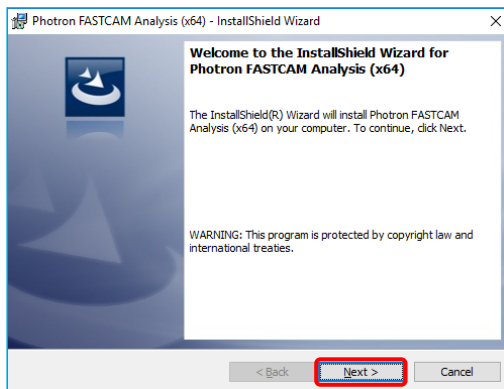 Photron FASTCAM Analysis (x64) - InstallShield Wizard
Welcome to the InstallShield Wizard for
Photron FASTCAM Analysis (x64)
The InstallShield(R) Wizard will install Photron FASTCAM
Analysis (x64) on your computer. To continue, click Next.
WARNING: This program is protected by copyright law and
international treaties.
< Back
Next >
Cancel